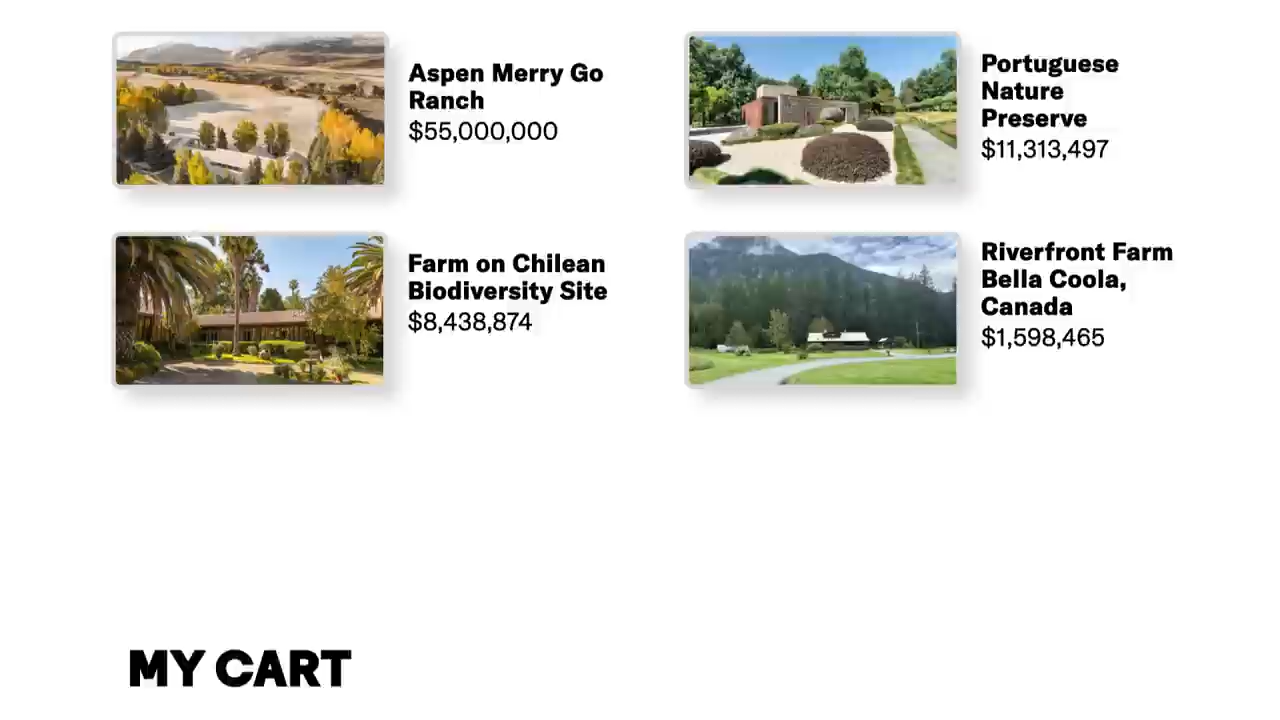 Aspen Merry Go
Ranch
$55,000,000
Portuguese
Nature
Preserve
$11,313,497
Farm on Chilean
Biodiversity Site
$8,438,874
Riverfront Farm
Bella Coola,
Canada
$1,598,465
MY CART